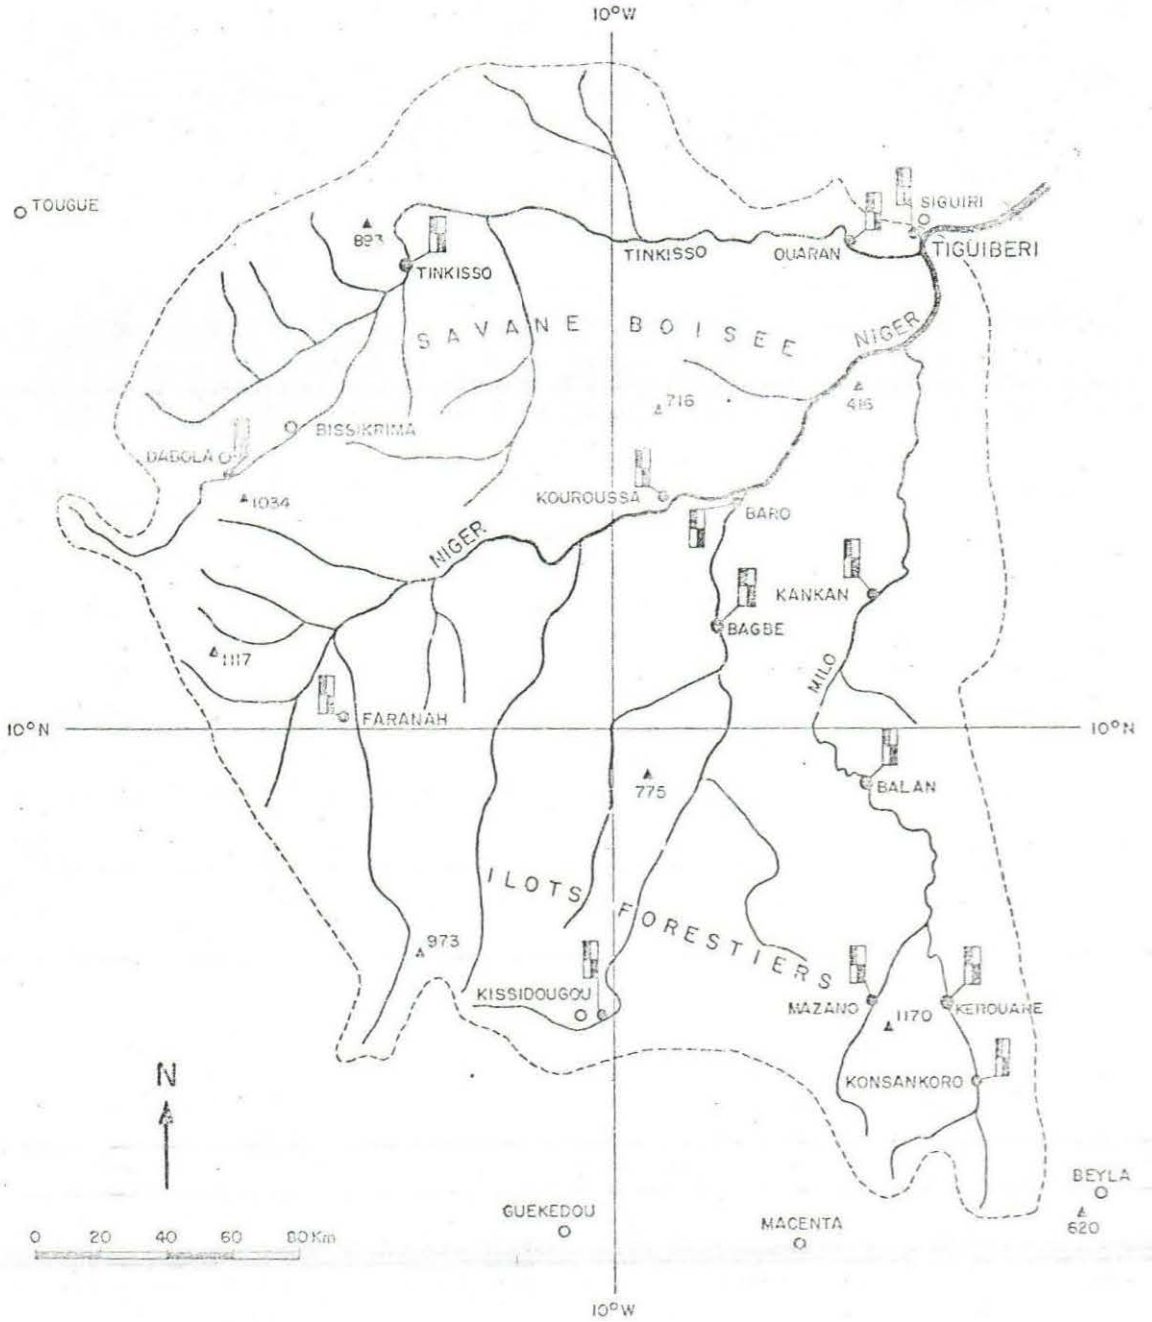 10°W
TOUGUE
SIGUIRI
893
TINKISSO
TINKISSO
OUARAN
TIGUIBERI
SAVANE BOISEE
NIGER
716
416
BISSIKRIMA
DABOLA
1034
KOUROUSSA
BARO
NIGER
KANKAN
BAGBE
1117
MILO
FARANAH
10°N
10°N
775
BALAN
ILOTS FORESTIERS
973
KISSIDOUGOU
MAZANO
1170
KEROUANE
N
KONSANKORO
BEYLA
GUEKEDOU
MACENTA
620
0 20 40 60 80Km
10°W